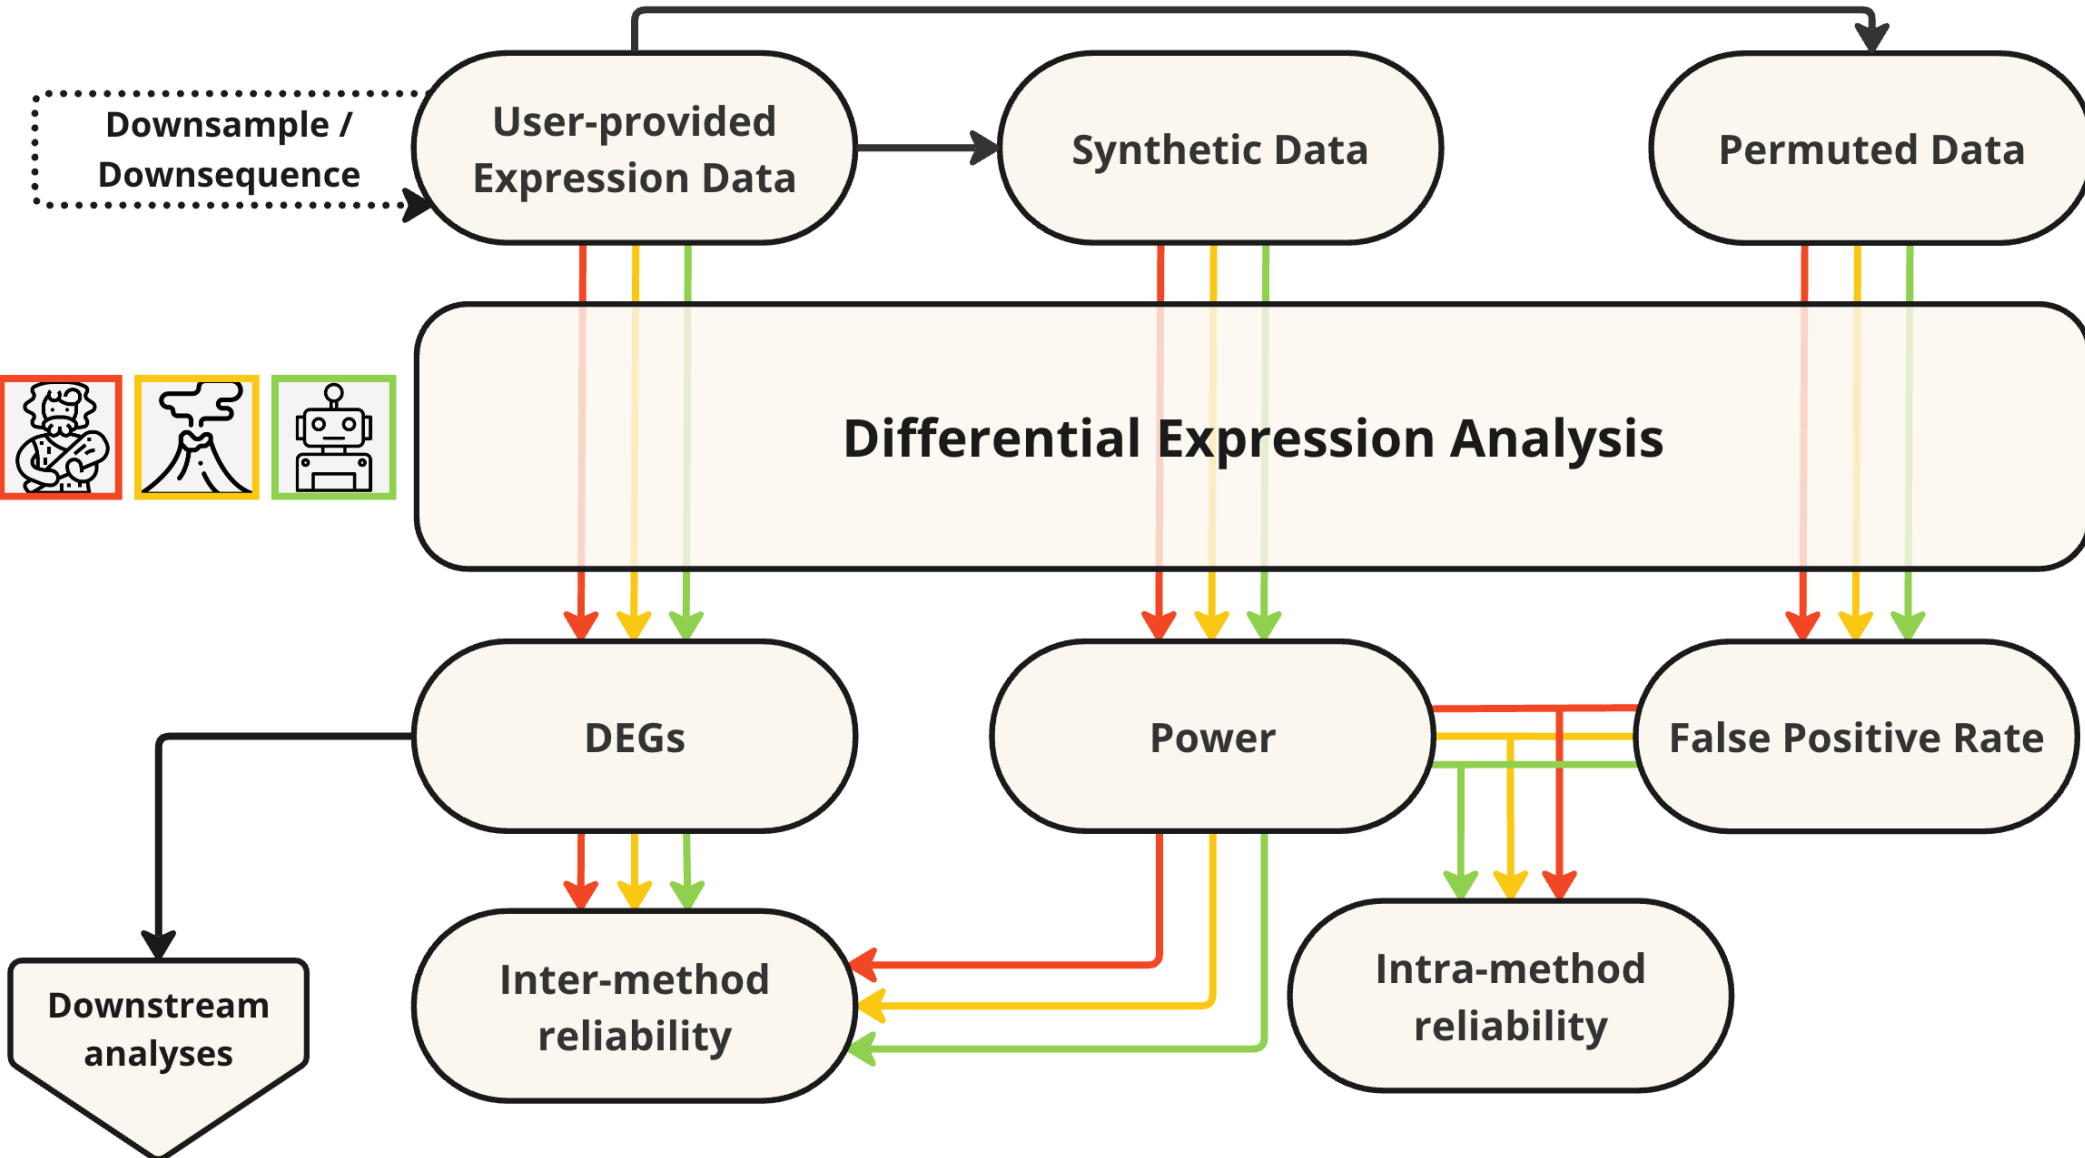 Downsample /
Downsequence
User-provided
Expression Data
Synthetic Data
Permuted Data
Differential Expression Analysis
DEGs
Power
False Positive Rate
Downstream
analyses
Inter-method
reliability
Intra-method
reliability